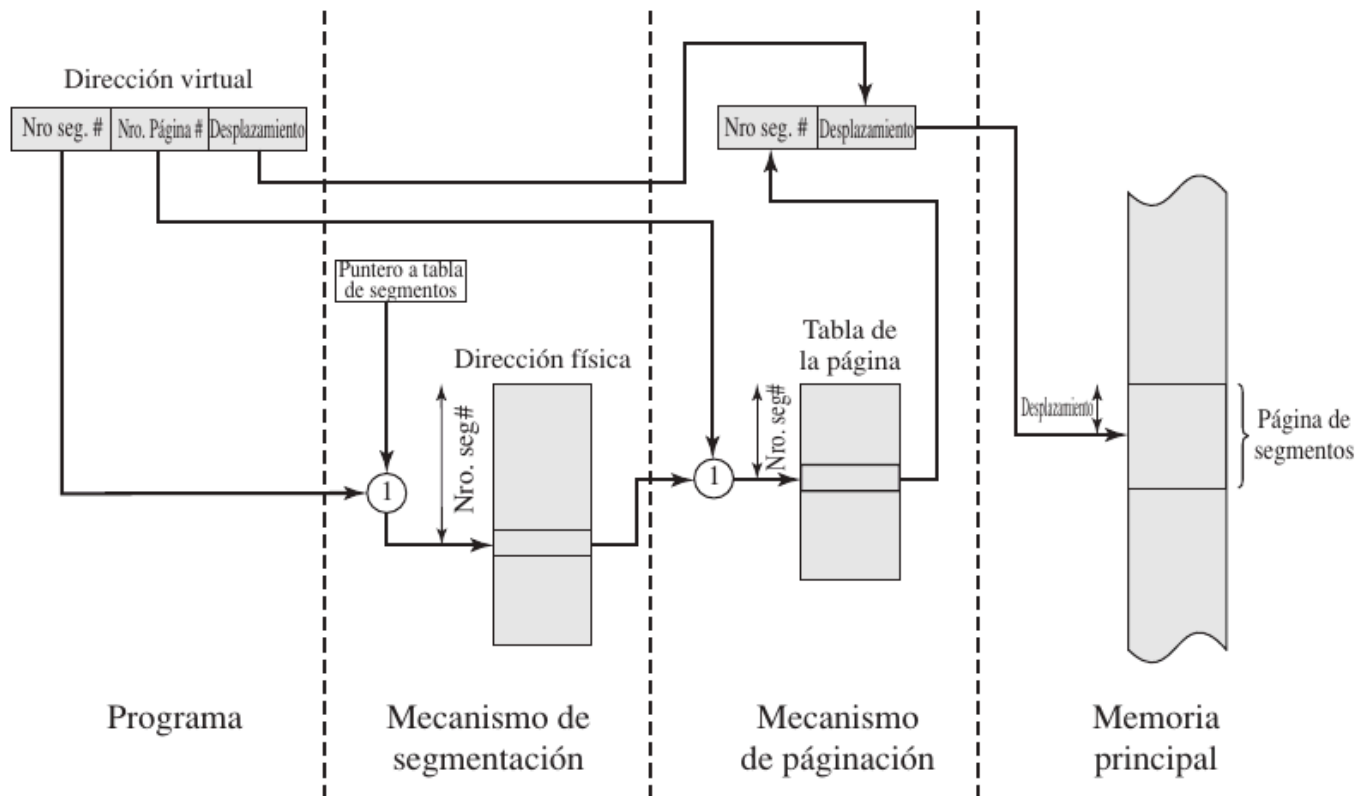 Dirección virtual
Nro seg. # Nro. Página # Desplazamiento
Nro seg. # Desplazamiento
Puntero a tabla
de segmentos
Dirección física
Nro. seg#
1
Tabla de
la página
Nro. seg#
1
Desplazamiento
Página de
segmentos
Programa
Mecanismo de
segmentación
Mecanismo
de páginación
Memoria
principal